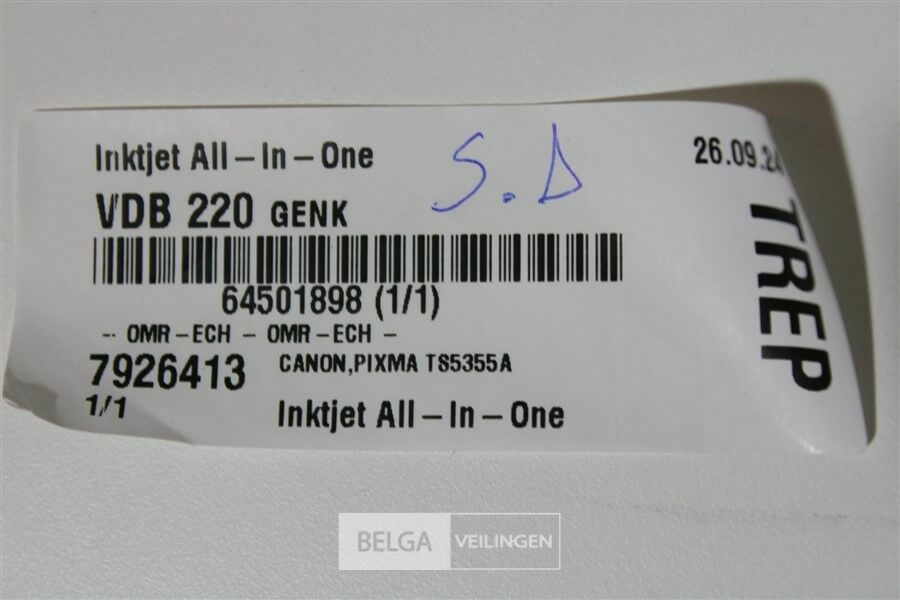 Inktjet All-In-One
S.D
26.09.24
VDB 220 GENK
64501898 (1/1)
-- OMR-ECH - OMR-ECH -
7926413 CANON,PIXMA TS5355A
1/1 Inktjet All-In-One
TREP
BELGA VEILINGEN